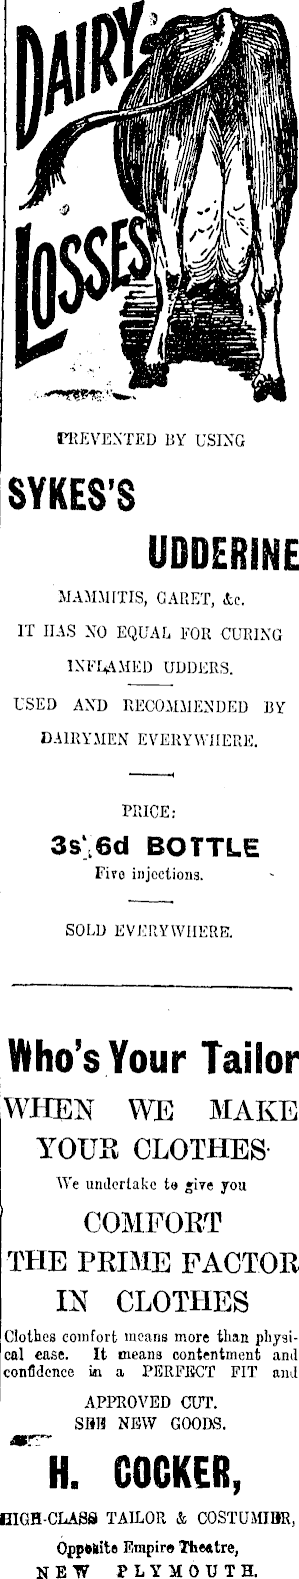 DAIRY
LOSSES
PREVENTED BY USING
SYKES'S
UDDERINE
MAMMITIS, GARET, &c.
IT HAS NO EQUAL FOR CURING
INFLAMED UDDERS.
USED AND RECOMMENDED BY
DAIRYMEN EVERYWHERE.
PRICE:
3s 6d BOTTLE
Five injections.
SOLD EVERYWHERE.
Who's Your Tailor
WHEN WE MAKE
YOUR CLOTHES
We undertake to give you
COMFORT
THE PRIME FACTOR
IN CLOTHES
Clothes comfort means more than physi-
cal ease. It means contentment and
confidence in a PERFECT FIT and
APPROVED CUT.
SEE NEW GOODS.
H. COCKER,
HIGH-CLASS TAILOR & COSTUMIER,
Opposite Empire Theatre,
NEW PLYMOUTH.